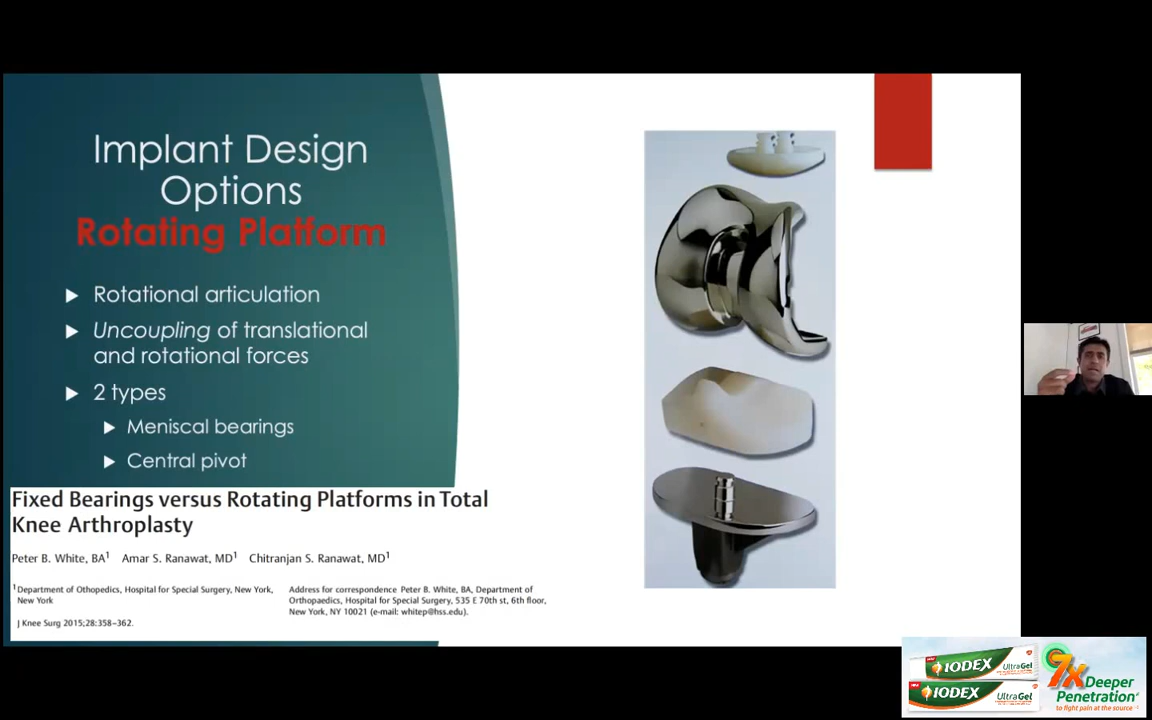 Implant Design
Options
Rotating Platform
Rotational articulation
Uncoupling of translational
and rotational forces
2 types
Meniscal bearings
Central pivot
Fixed Bearings versus Rotating Platforms in Total
Knee Arthroplasty
Peter B. White, BA1 Amar S. Ranawat, MD1 Chitranjan S. Ranawat, MD1
1Department of Othopedics, Hospital for Special Surgery, New York,
New York
Address for correspondence Peter B. White, BA, Department of
Orthopaedics, Hospital for Special Surgery, 535 E 70th st, 6th floor,
New York, NY 10021 (e-mail: whitep@hss.edu).
J Knee Surg 2015;28:358–362.
IODEX
UltraGel
IODEX
UltraGel
7X Deeper
Penetration*
to fight pain at the source